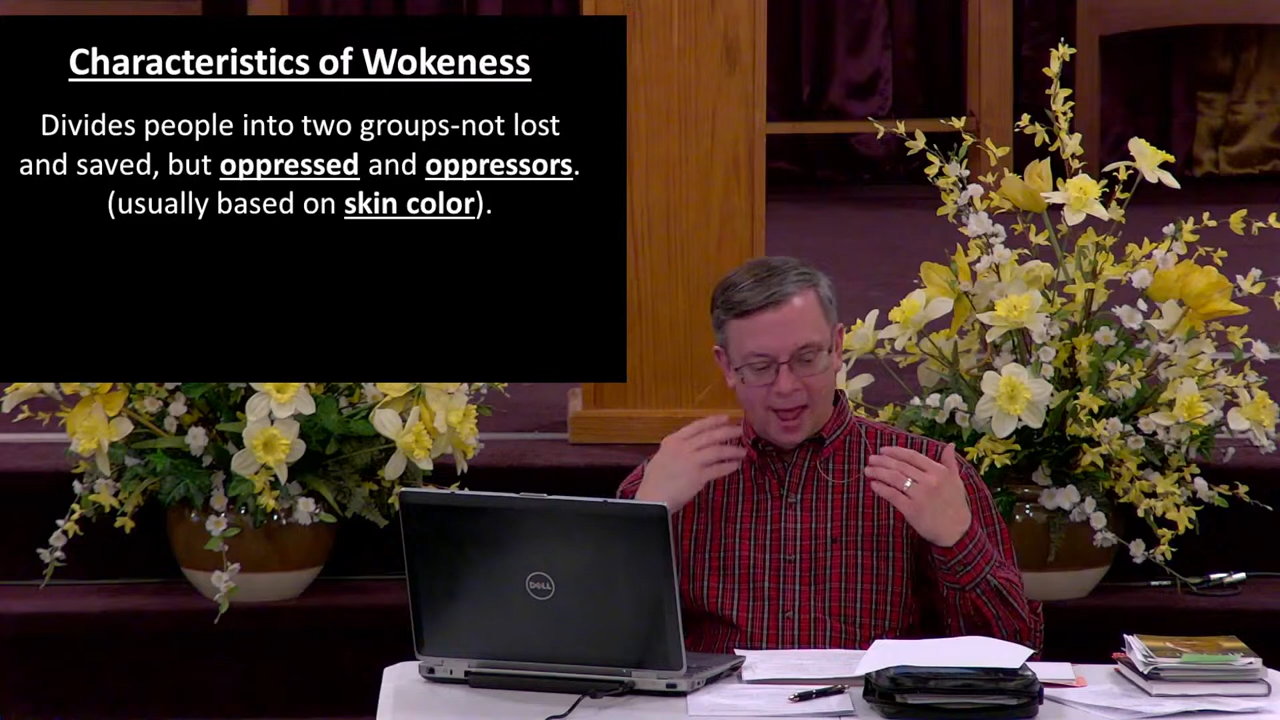 Characteristics of Wokeness
Divides people into two groups-not lost
and saved, but oppressed and oppressors.
(usually based on skin color).
DELL